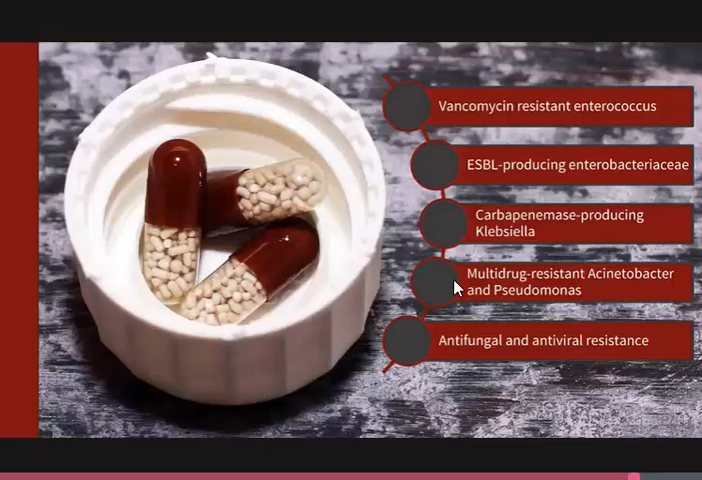 Vancomycin resistant enterococcus
ESBL-producing enterobacteriaceae
Carbapenemase-producing
Klebsiella
Multidrug-resistant Acinetobacter
and Pseudomonas
Antifungal and antiviral resistance